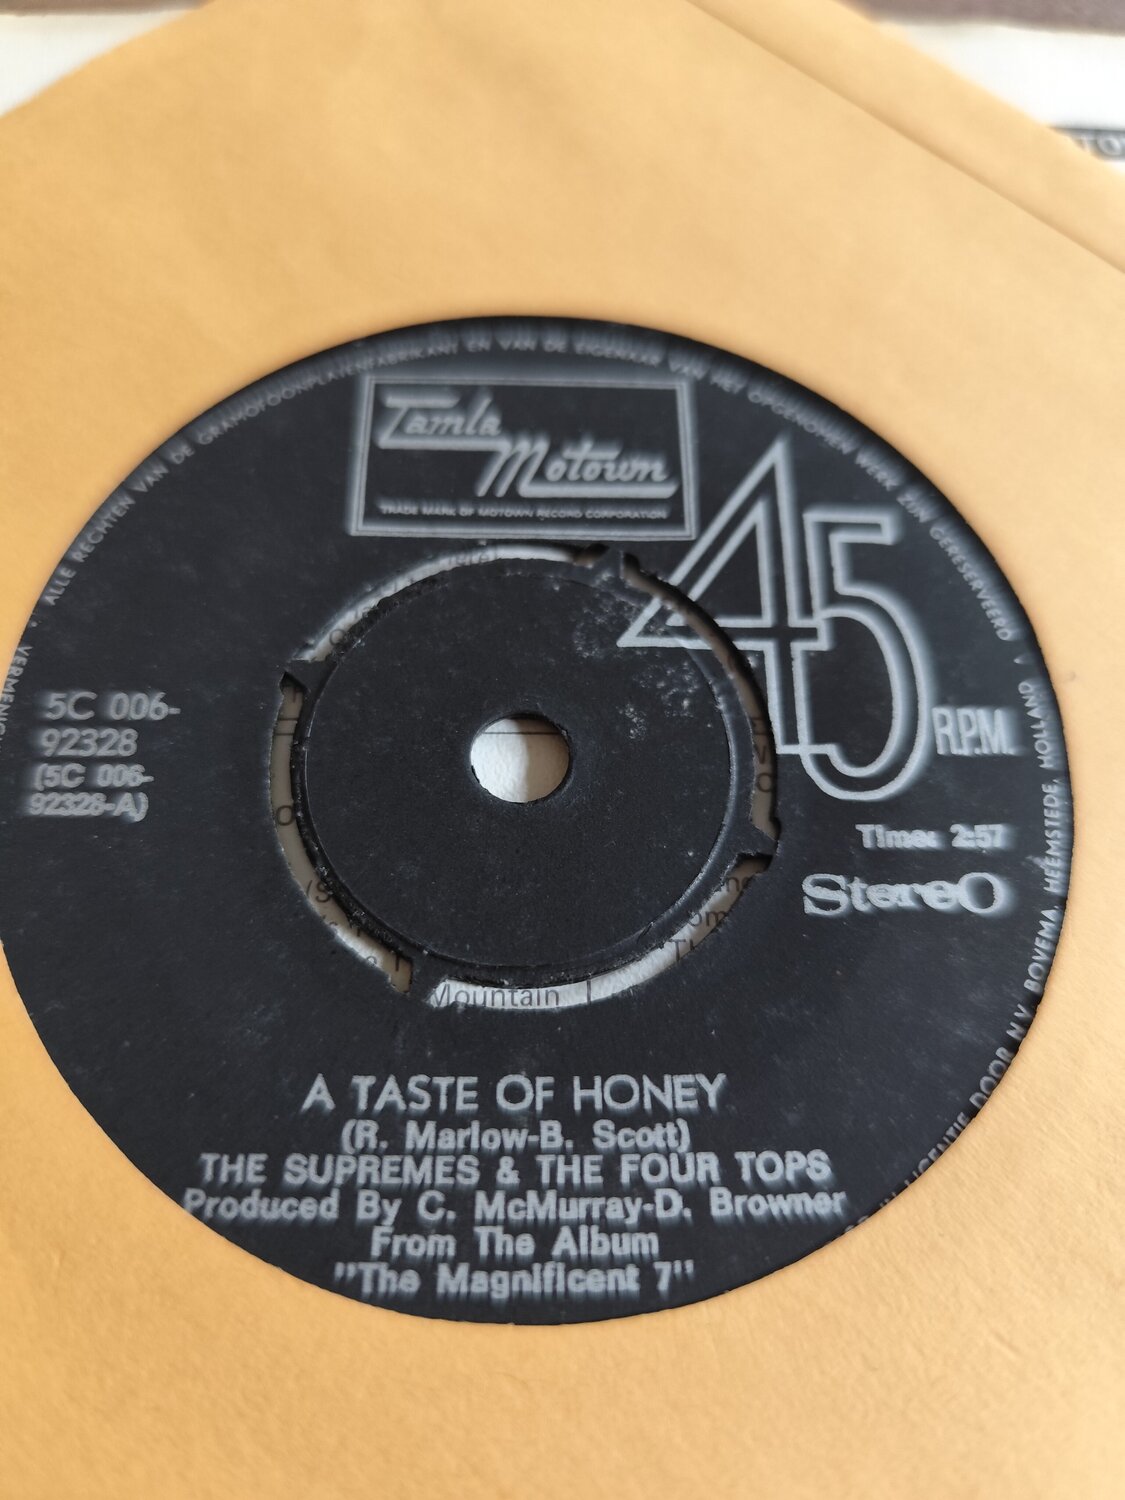 ALLE RECHTEN VAN DE GRAMOFOONPLATENFABRIKANT EN VAN DE EIGENAAR VAN HET OPGENOMEN WERK ZIJN GERESERVEERD
Tamla
Motown
TRADE MARK OF MOTOWN RECORD CORPORATION
45
R.P.M.
5C 006-
92328
(5C 006-
92328-A)
Time: 2:57
Stereo
DOOR N.V. BOVEMA, HEEMSTEDE, HOLLAND
Mountain
A TASTE OF HONEY
(R. Marlow-B. Scott)
THE SUPREMES & THE FOUR TOPS
Produced By C. McMurray-D. Browner
From The Album
"The Magnificent 7"